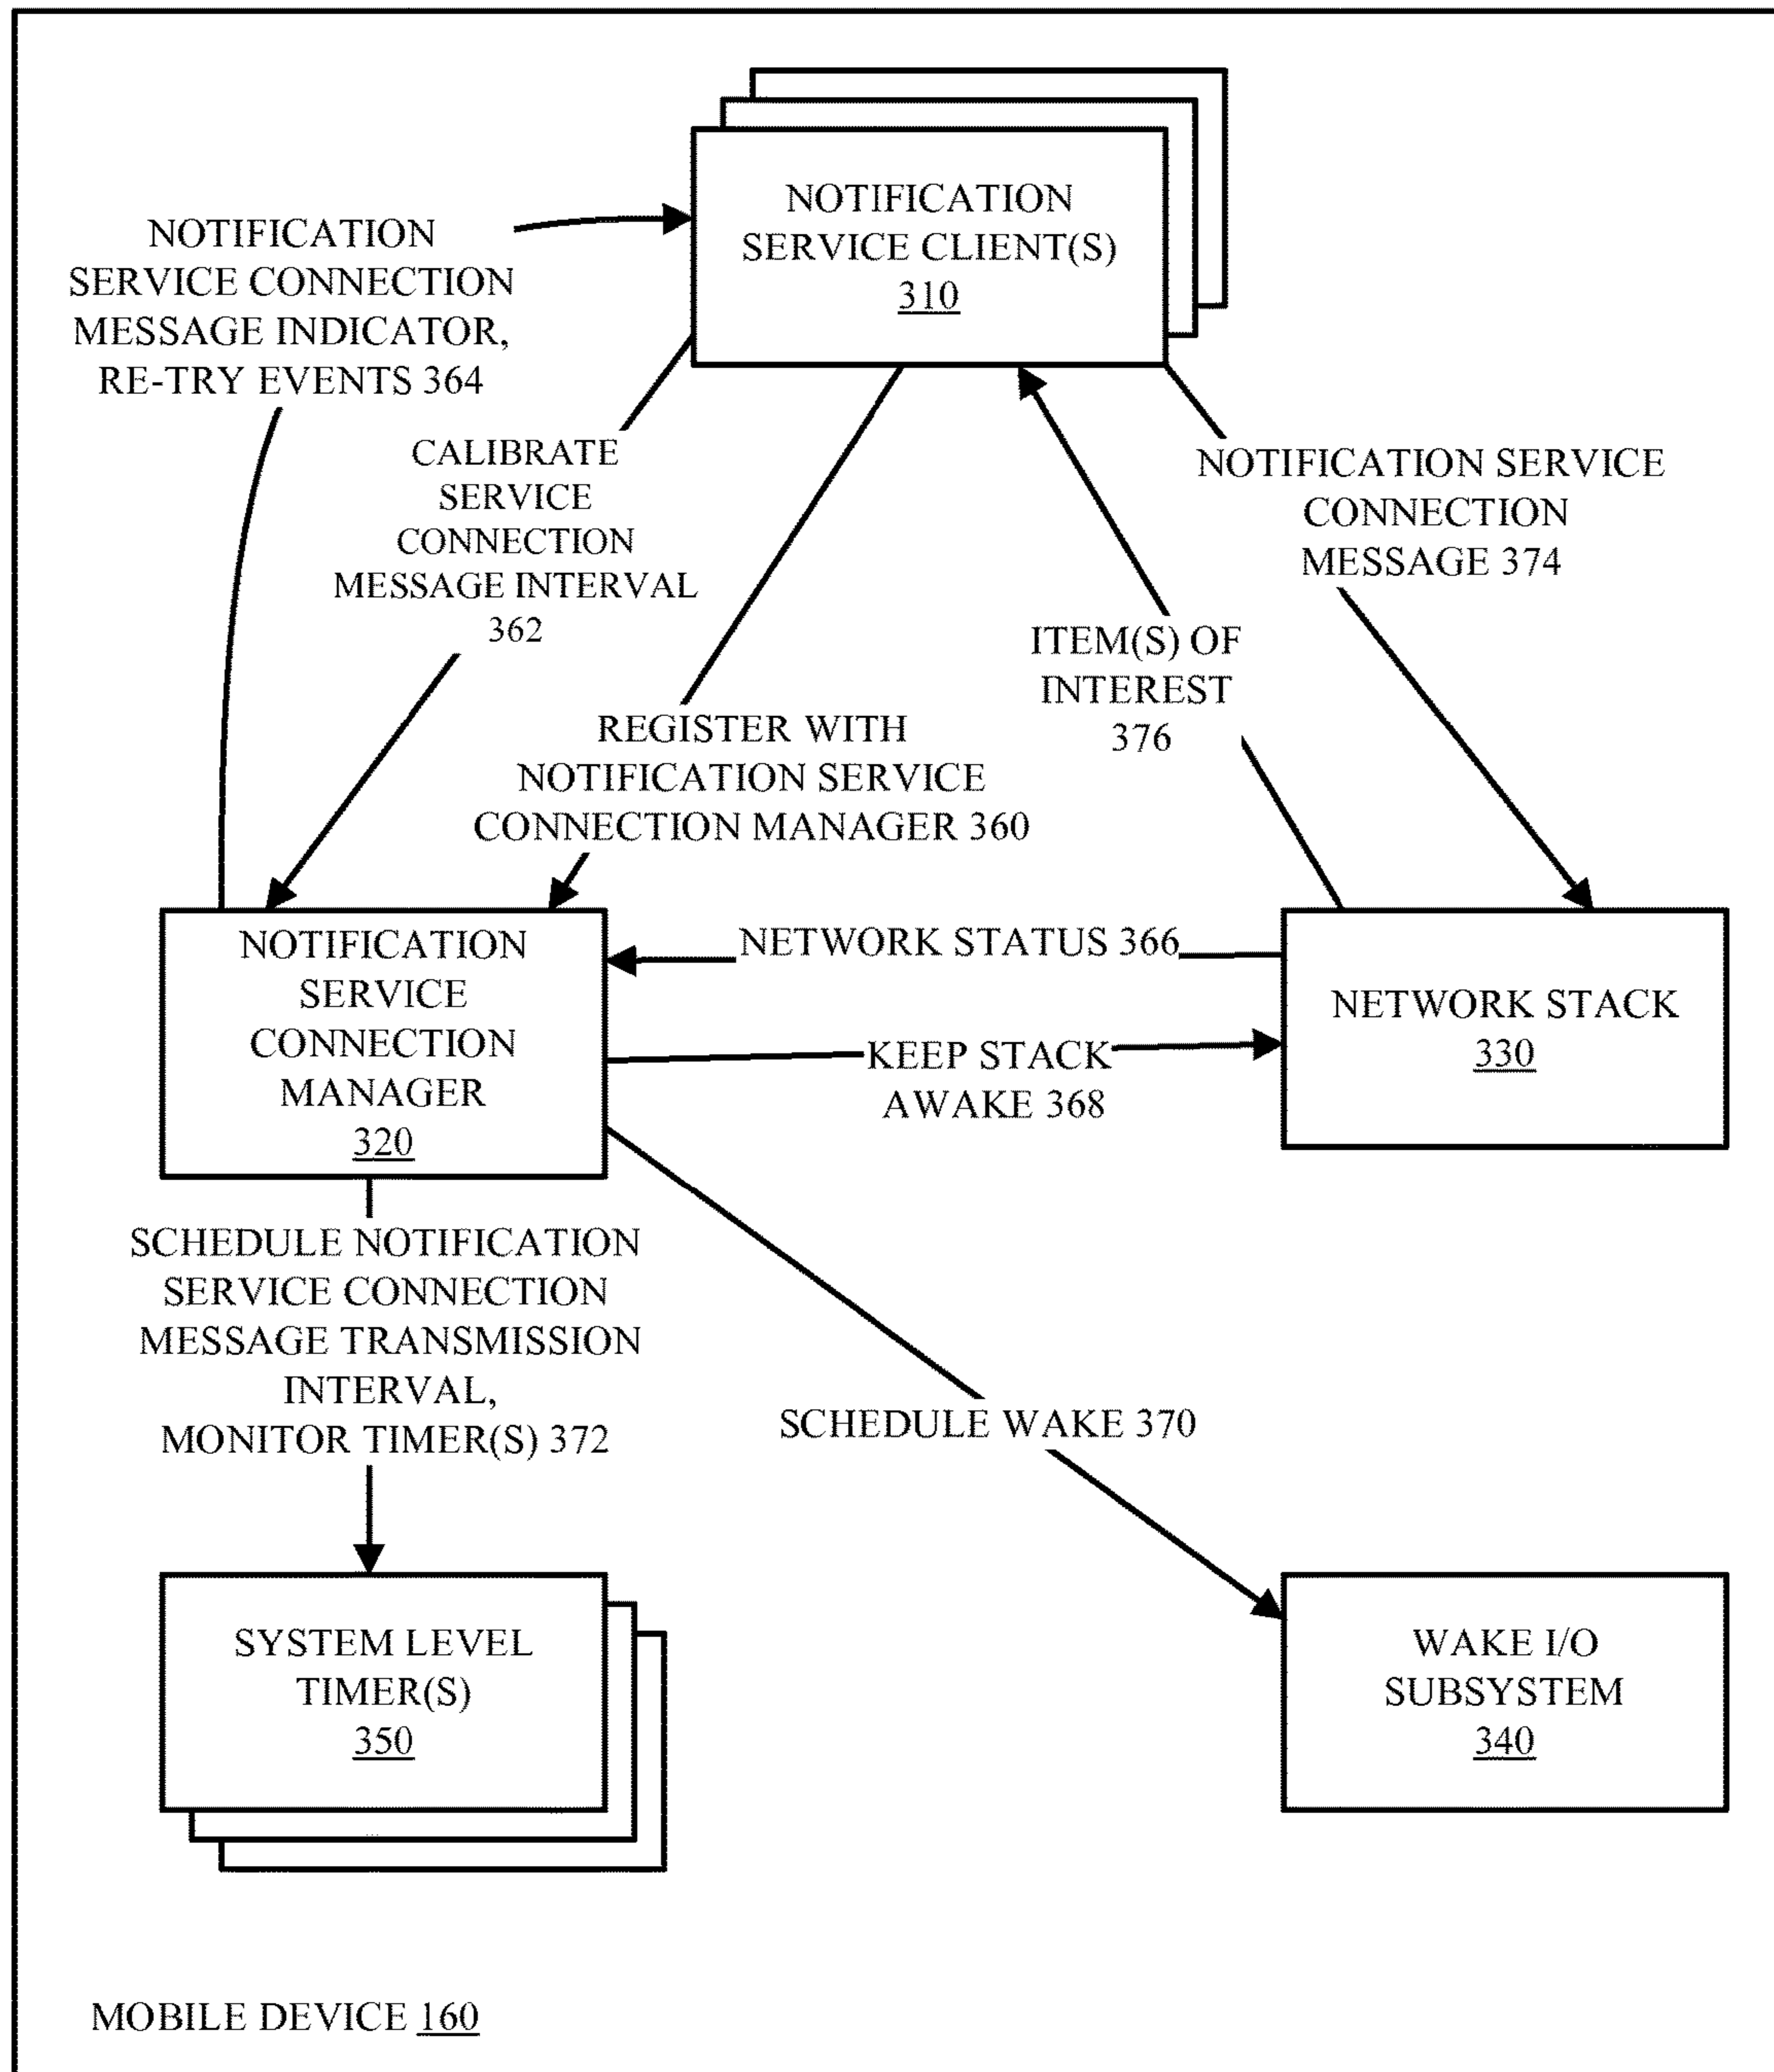 NOTIFICATION
SERVICE CLIENT(S)
310
NOTIFICATION
SERVICE CONNECTION
MESSAGE INDICATOR,
RE-TRY EVENTS 364
CALIBRATE
SERVICE
CONNECTION
MESSAGE INTERVAL
362
NOTIFICATION SERVICE
CONNECTION
MESSAGE 374
ITEM(S) OF
INTEREST
376
REGISTER WITH
NOTIFICATION SERVICE
CONNECTION MANAGER 360
NOTIFICATION
SERVICE
CONNECTION
MANAGER
320
NETWORK STATUS 366
KEEP STACK
AWAKE 368
NETWORK STACK
330
SCHEDULE NOTIFICATION
SERVICE CONNECTION
MESSAGE TRANSMISSION
INTERVAL,
MONITOR TIMER(S) 372
SCHEDULE WAKE 370
SYSTEM LEVEL
TIMER(S)
350
WAKE I/O
SUBSYSTEM
340
MOBILE DEVICE 160